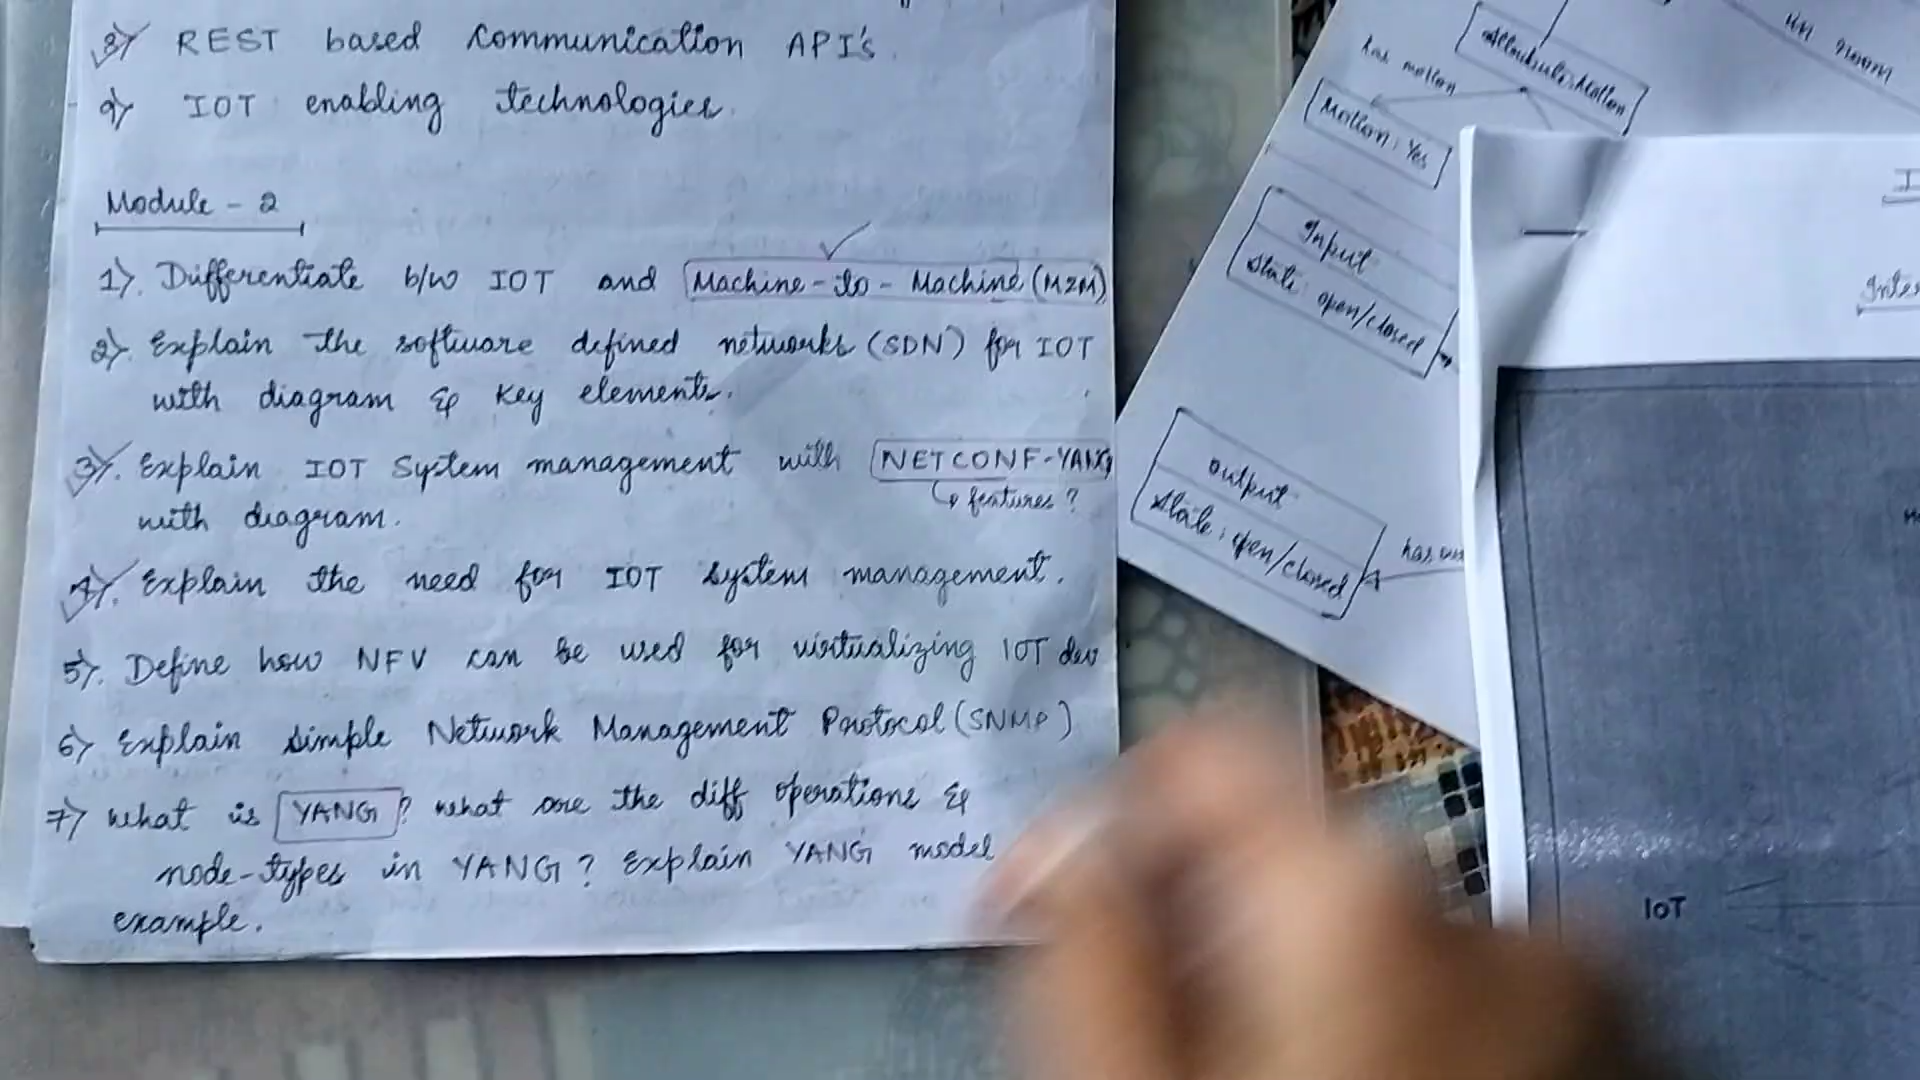 8) REST based communication API's.
9) IOT enabling technologies.
Module - 2
1). Differentiate b/w IOT and Machine-to-Machine (M2M)
2). Explain the software defined networks (SDN) for IOT
with diagram & key elements.
3). Explain IOT System management with NETCONF-YANG
↳ features?
with diagram.
4). Explain the need for IOT system management.
5). Define how NFV can be used for virtualizing IOT dev
6) Explain simple Network Management Protocol (SNMP)
7) What is YANG? what are the diff operations &
node-types in YANG? Explain YANG model
example.
has motion
Motion: Yes
Input
State: open/closed
output
State: open/closed
IoT